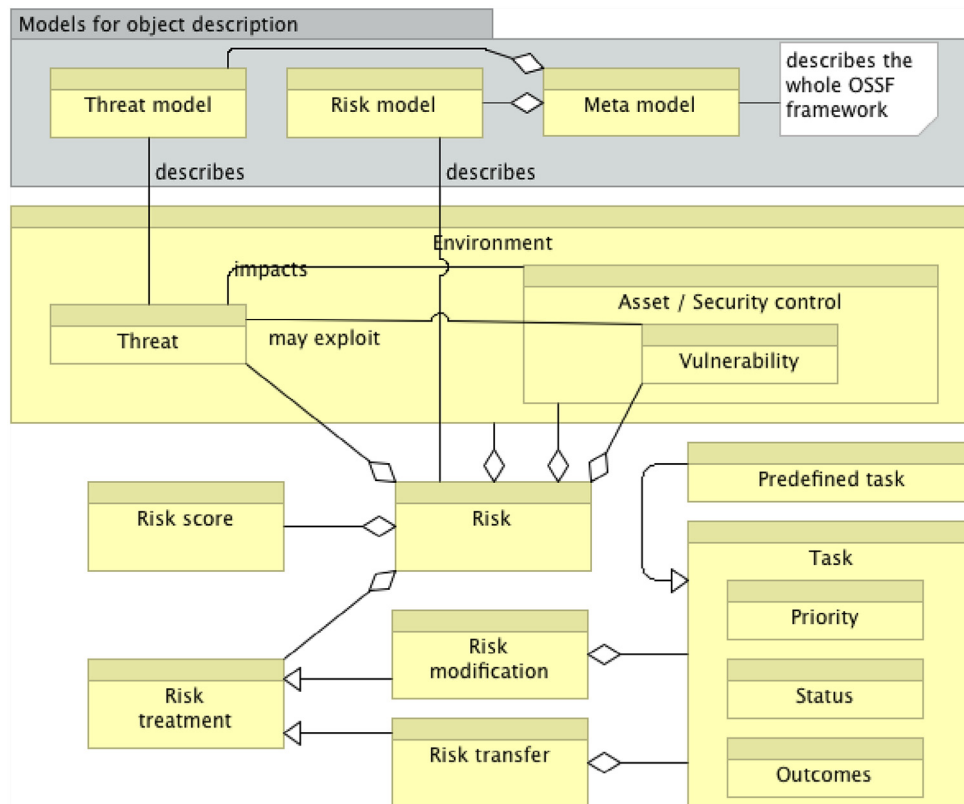 Models for object description
Threat model
Risk model
Meta model
describes the
whole OSSF
framework
describes
describes
Environment
impacts
Asset / Security control
Threat
may exploit
Vulnerability
Predefined task
Risk score
Risk
Task
Priority
Risk
modification
Status
Risk
treatment
Risk transfer
Outcomes